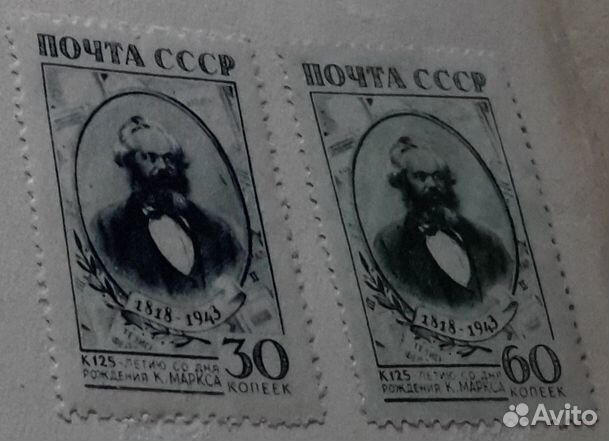 ПОЧТА СССР
1818-1943
К 125-ЛЕТИЮ СО ДНЯ
РОЖДЕНИЯ К. МАРКСА
30
КОПЕЕК
ПОЧТА СССР
1818-1943
К 125-ЛЕТИЮ СО ДНЯ
РОЖДЕНИЯ К. МАРКСА
60
КОПЕЕК
Avito